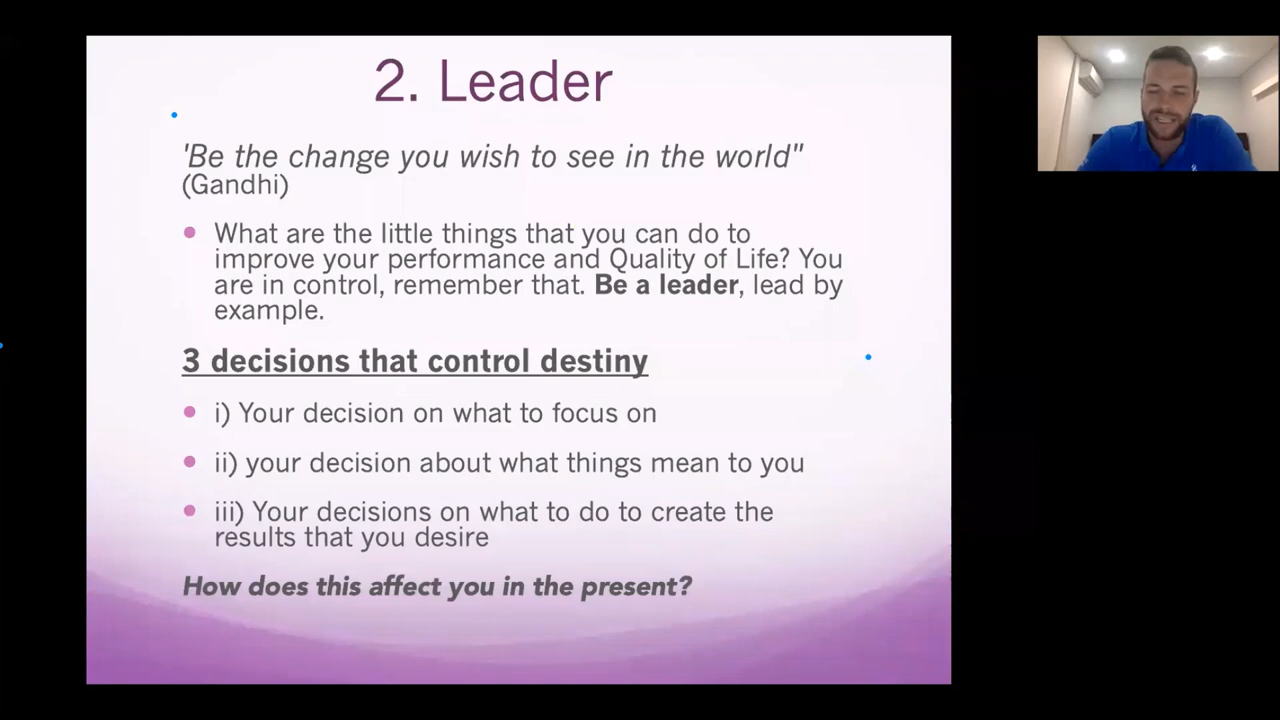 2. Leader
'Be the change you wish to see in the world"
(Gandhi)
What are the little things that you can do to
improve your performance and Quality of Life? You
are in control, remember that. Be a leader, lead by
example.
3 decisions that control destiny
i) Your decision on what to focus on
ii) your decision about what things mean to you
iii) Your decisions on what to do to create the
results that you desire
How does this affect you in the present?